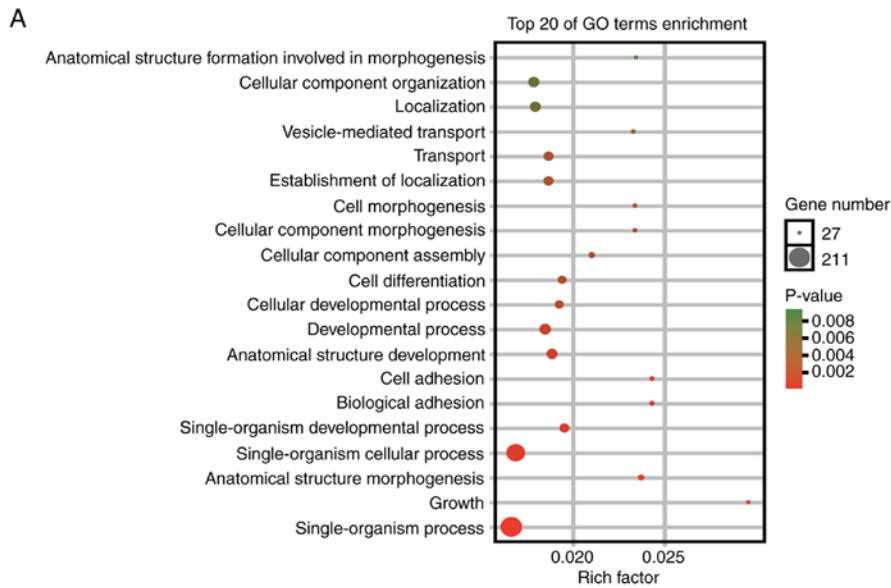 A
Top 20 of GO terms enrichment
Anatomical structure formation involved in morphogenesis
Cellular component organization
Localization
Vesicle-mediated transport
Transport
Establishment of localization
Cell morphogenesis
Cellular component morphogenesis
Cellular component assembly
Cell differentiation
Cellular developmental process
Developmental process
Anatomical structure development
Cell adhesion
Biological adhesion
Single-organism developmental process
Single-organism cellular process
Anatomical structure morphogenesis
Growth
Single-organism process
0.020 0.025
Rich factor
Gene number
27
211
P-value
0.008
0.006
0.004
0.002